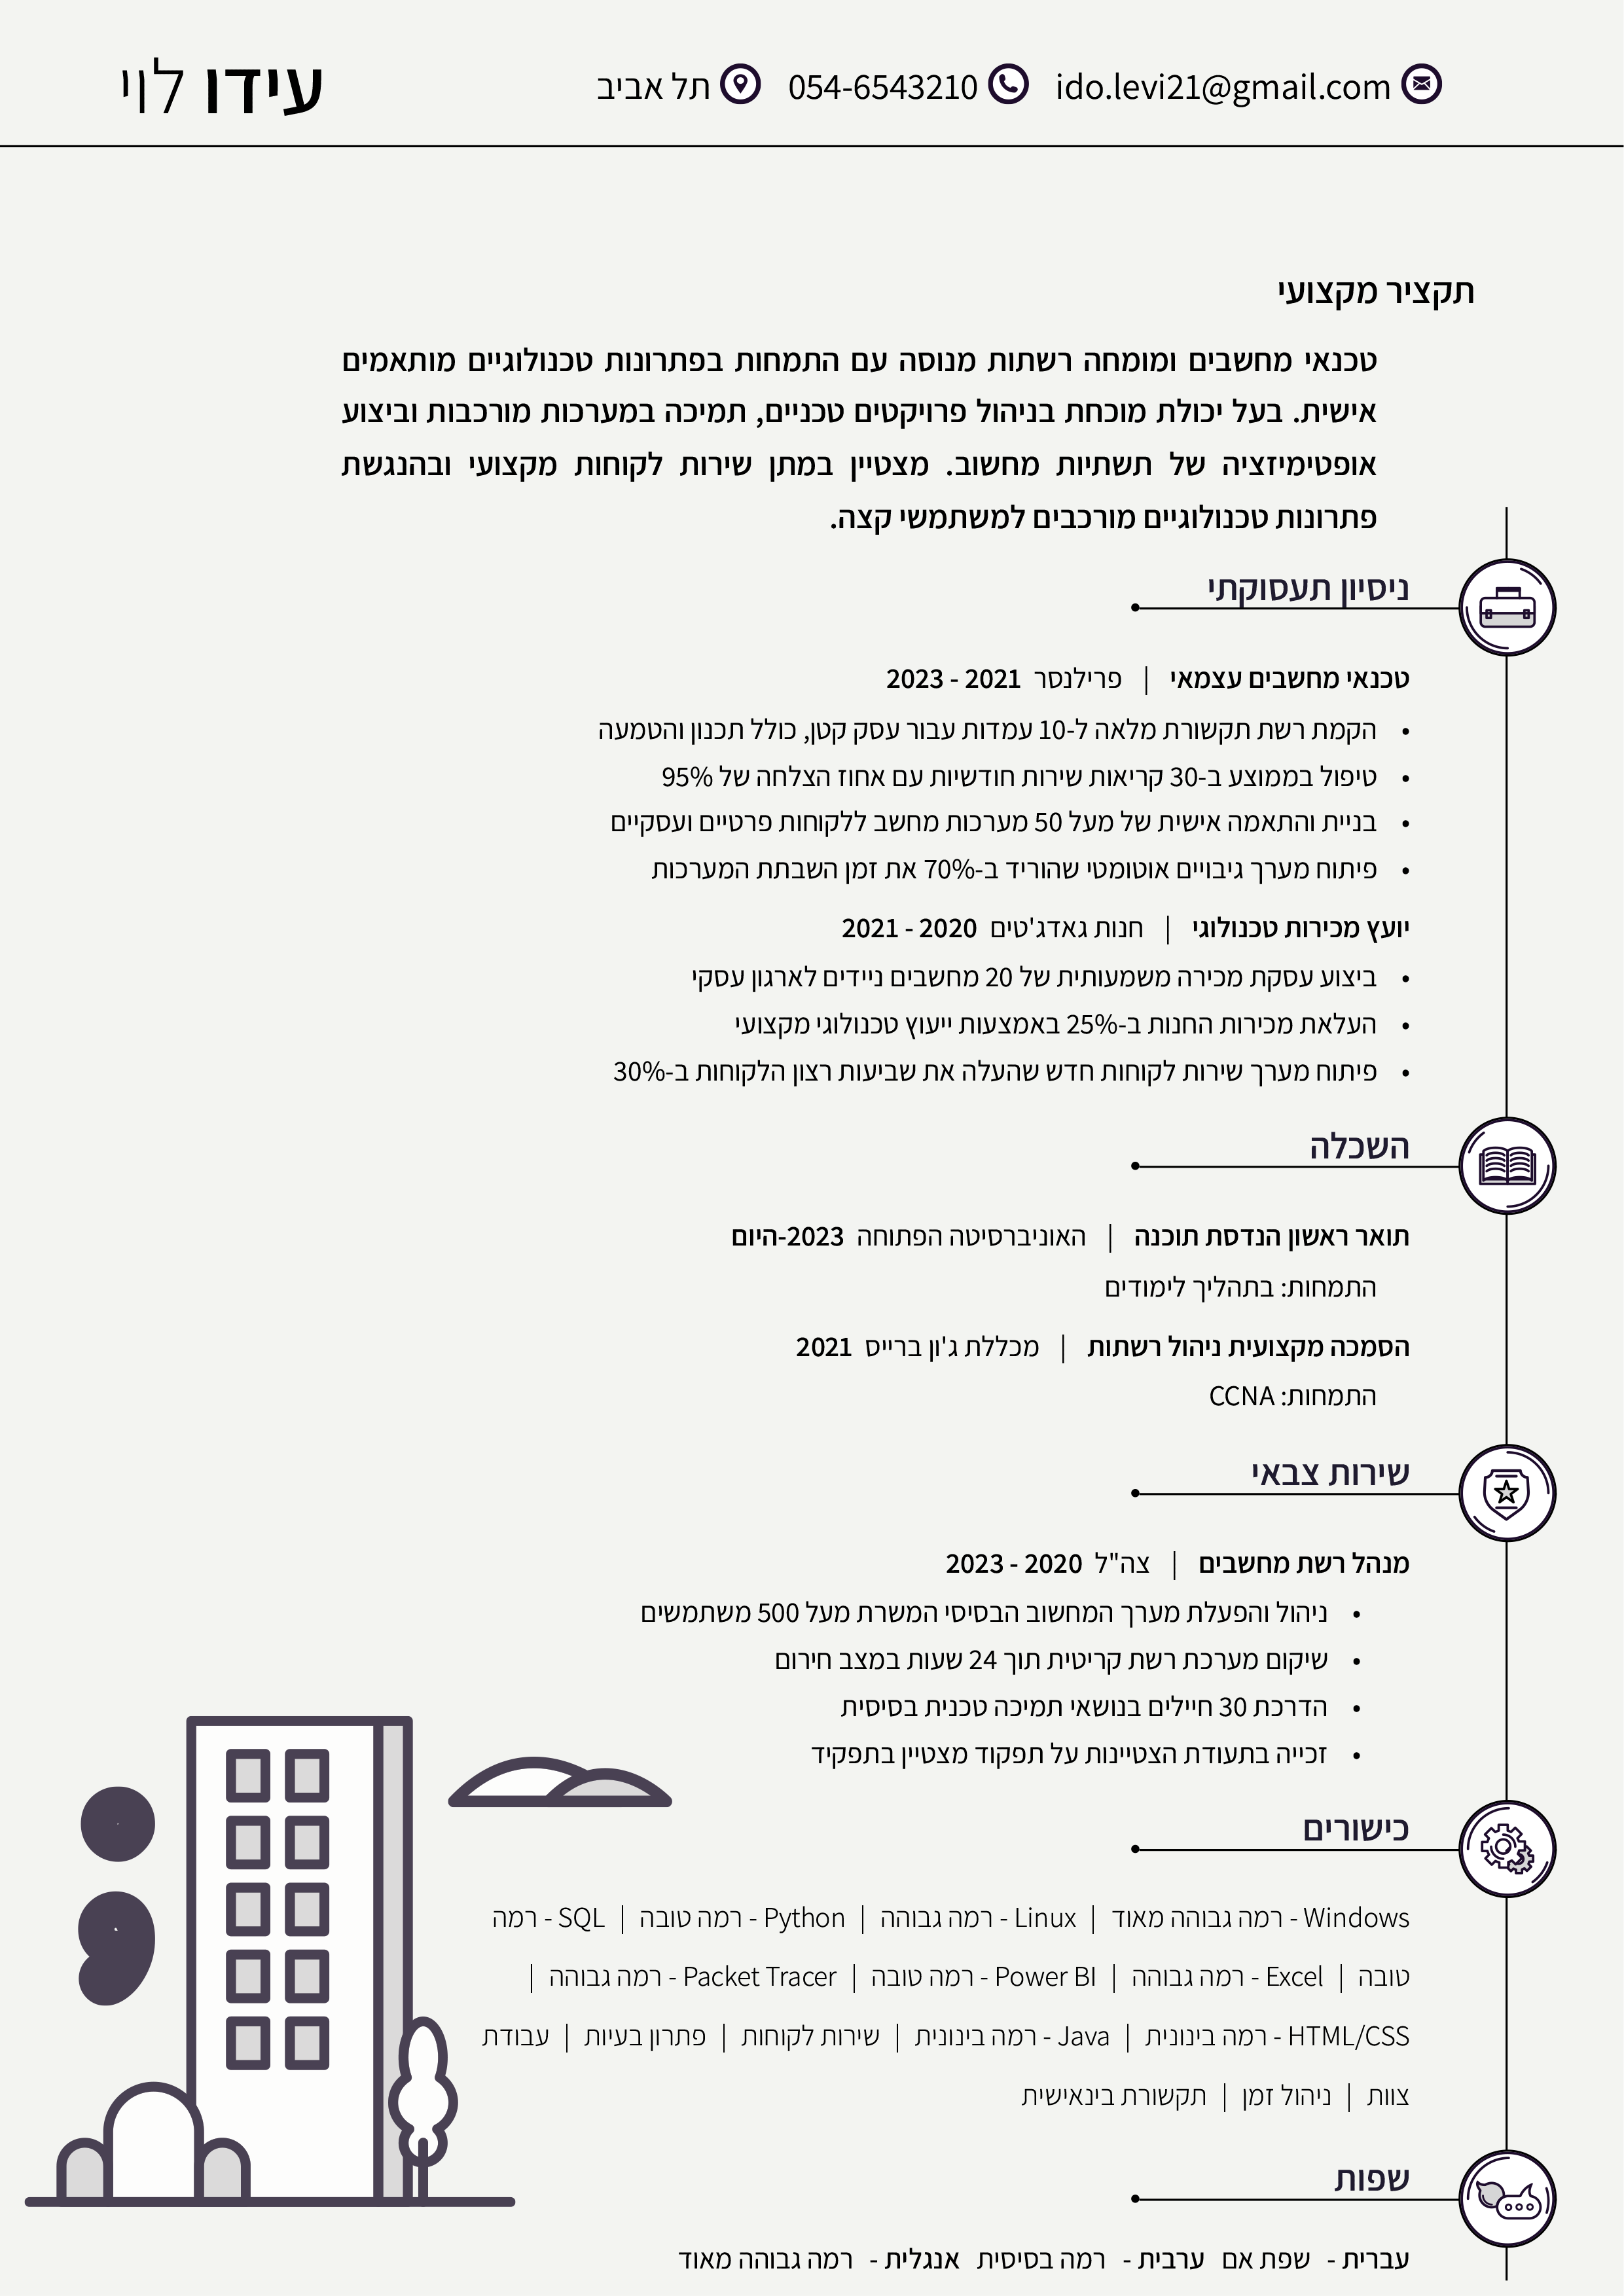 עידו לוי
ido.levi21@gmail.com 054-6543210 תל אביב
תקציר מקצועי
טכנאי מחשבים ומומחה רשתות מנוסה עם התמחות בפתרונות טכנולוגיים מותאמים
אישית. בעל יכולת מוכחת בניהול פרויקטים טכניים, תמיכה במערכות מורכבות וביצוע
אופטימיזציה של תשתיות מחשוב. מצטיין במתן שירות לקוחות מקצועי ובהנגשת
פתרונות טכנולוגיים מורכבים למשתמשי קצה.
ניסיון תעסוקתי
טכנאי מחשבים עצמאי | פרילנסר 2021 - 2023
• הקמת רשת תקשורת מלאה ל-10 עמדות עבור עסק קטן, כולל תכנון והטמעה
• טיפול בממוצע ב-30 קריאות שירות חודשיות עם אחוז הצלחה של 95%
• בניית והתאמה אישית של מעל 50 מערכות מחשב ללקוחות פרטיים ועסקיים
• פיתוח מערך גיבויים אוטומטי שהוריד ב-70% את זמן השבתת המערכות
יועץ מכירות טכנולוגי | חנות גאדג'טים 2020 - 2021
• ביצוע עסקת מכירה משמעותית של 20 מחשבים ניידים לארגון עסקי
• העלאת מכירות החנות ב-25% באמצעות ייעוץ טכנולוגי מקצועי
• פיתוח מערך שירות לקוחות חדש שהעלה את שביעות רצון הלקוחות ב-30%
השכלה
תואר ראשון הנדסת תוכנה | האוניברסיטה הפתוחה 2023-היום
התמחות: בתהליך לימודים
הסמכה מקצועית ניהול רשתות | מכללת ג'ון ברייס 2021
התמחות: CCNA
שירות צבאי
מנהל רשת מחשבים | צה"ל 2020 - 2023
• ניהול והפעלת מערך המחשוב הבסיסי המשרת מעל 500 משתמשים
• שיקום מערכת רשת קריטית תוך 24 שעות במצב חירום
• הדרכת 30 חיילים בנושאי תמיכה טכנית בסיסית
• זכייה בתעודת הצטיינות על תפקוד מצטיין בתפקיד
כישורים
Windows - רמה גבוהה מאוד | Linux - רמה גבוהה | Python - רמה טובה | SQL - רמה
טובה | Excel - רמה גבוהה | Power BI - רמה טובה | Packet Tracer - רמה גבוהה |
HTML/CSS - רמה בינונית | Java - רמה בינונית | שירות לקוחות | פתרון בעיות | עבודת
צוות | ניהול זמן | תקשורת בינאישית
שפות
עברית - שפת אם ערבית - רמה בסיסית אנגלית - רמה גבוהה מאוד